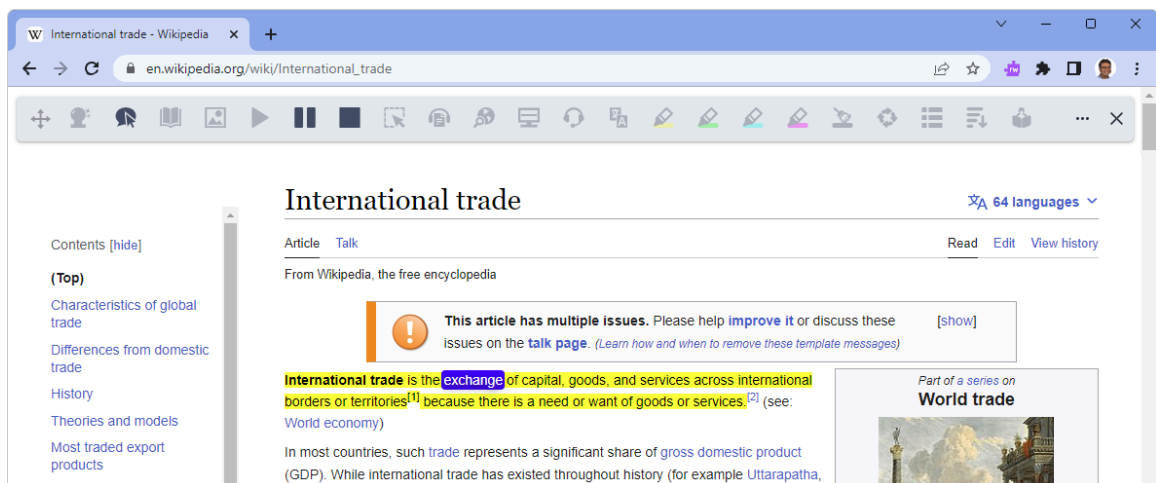 W International trade - Wikipedia
en.wikipedia.org/wiki/International_trade
rw
International trade
64 languages
Contents [hide]
Article Talk
Read Edit View history
From Wikipedia, the free encyclopedia
(Top)
Characteristics of global
trade
Differences from domestic
trade
History
Theories and models
Most traded export
products
This article has multiple issues. Please help improve it or discuss these
issues on the talk page. (Learn how and when to remove these template messages)
[show]
International trade is the exchange of capital, goods, and services across international
borders or territories[1] because there is a need or want of goods or services.[2] (see:
World economy)
In most countries, such trade represents a significant share of gross domestic product
(GDP). While international trade has existed throughout history (for example Uttarapatha,
Part of a series on
World trade